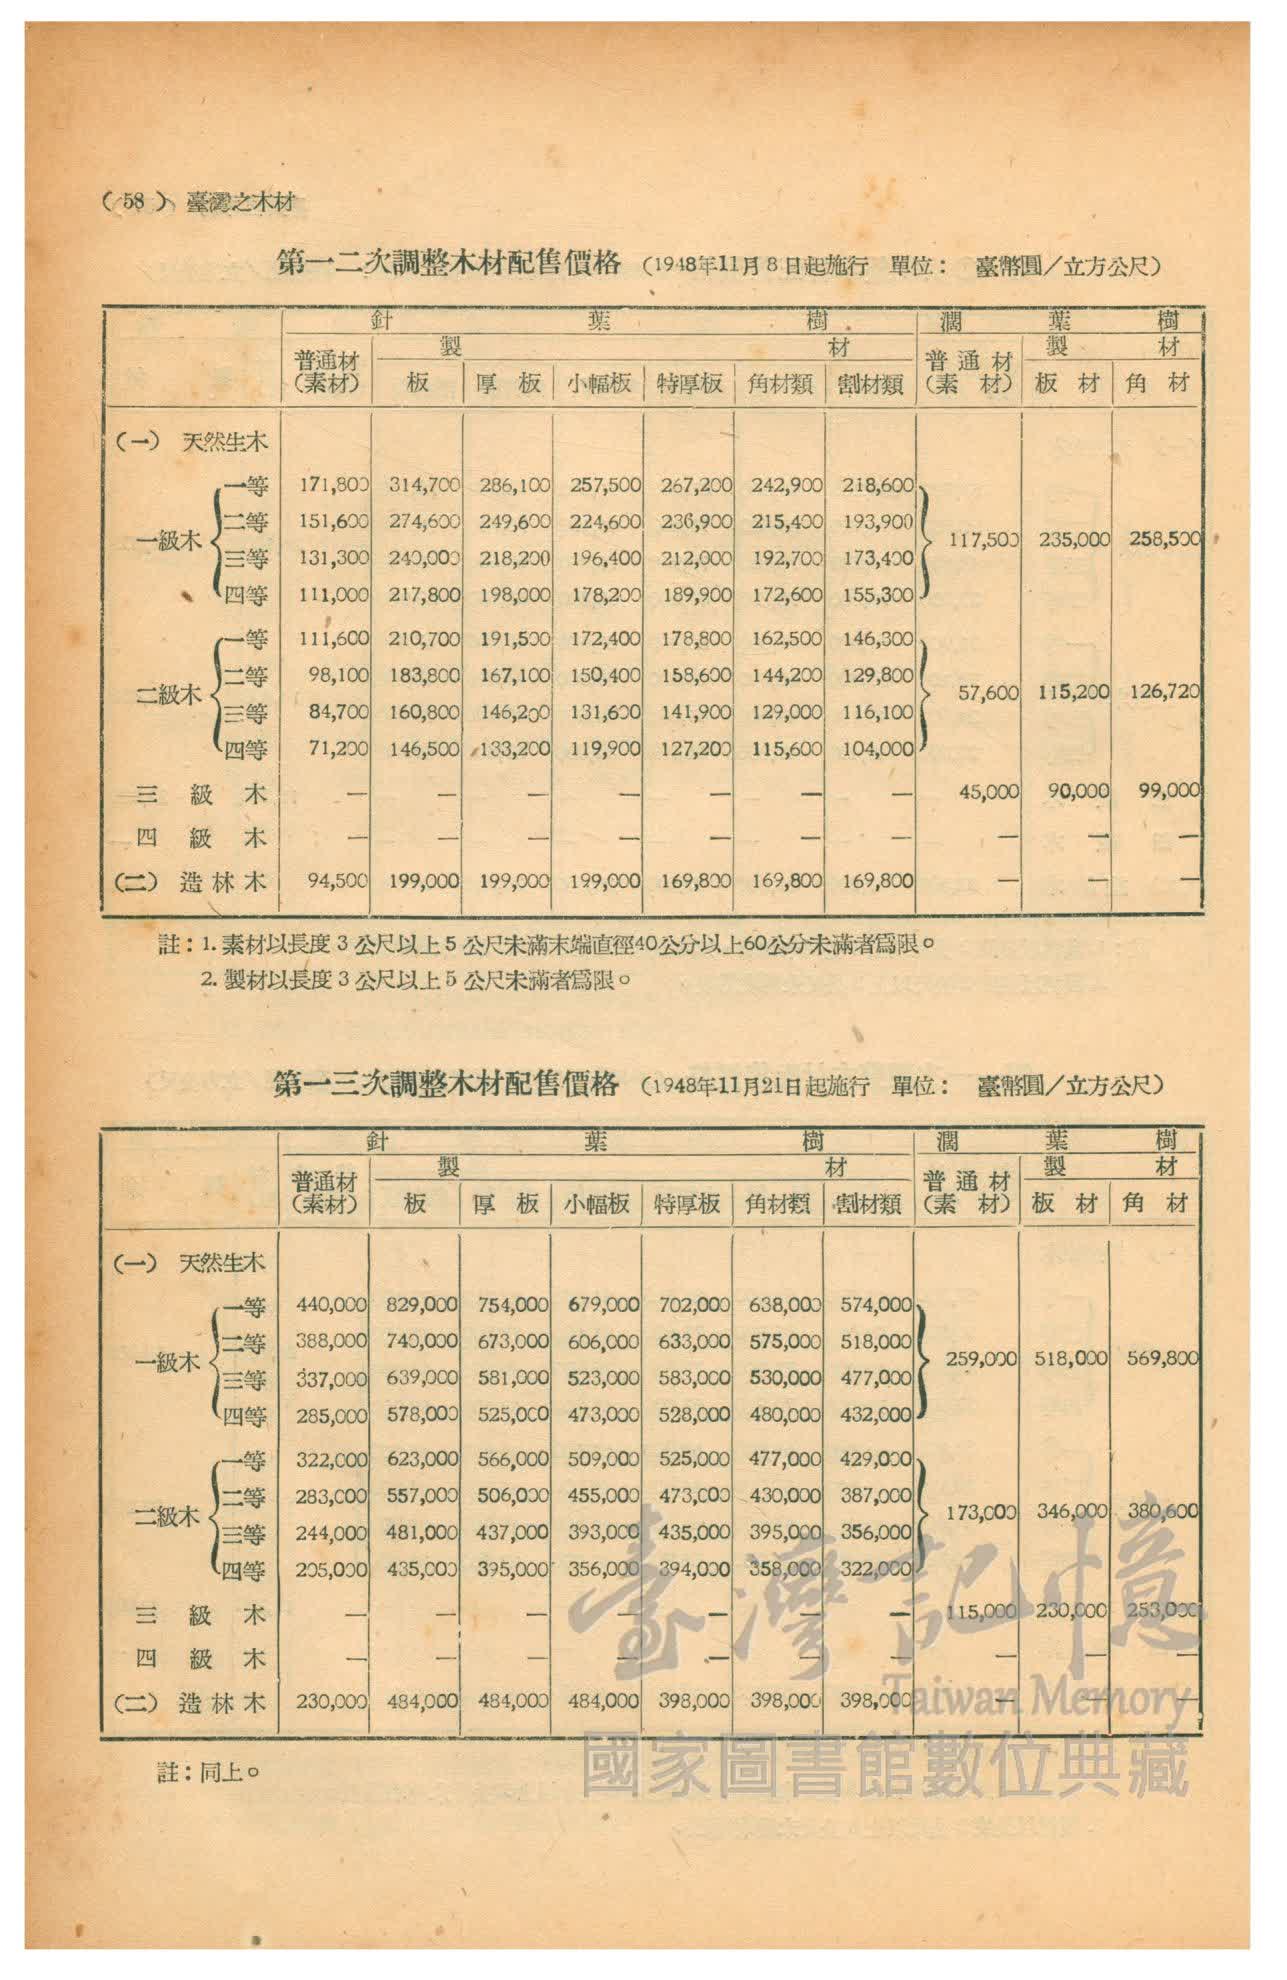 ( 58 ) 臺灣之木材
第一二次調整木材配售價格 (1948年11月8日起施行 單位： 臺幣圓／立方公尺)
針 葉 樹 濶 葉 樹
普通材 製 材 普通材 製 材
(素材) 板 厚板 小幅板 特厚板 角材類 割材類 (素材) 板材 角材
(一) 天然生木
一等 171,800 314,700 286,100 257,500 267,200 242,900 218,600
二等 151,600 274,600 249,600 224,600 236,900 215,400 193,900
一級木 117,500 235,000 258,500
三等 131,300 240,000 218,200 196,400 212,000 192,700 173,400
四等 111,000 217,800 198,000 178,200 189,900 172,600 155,300
一等 111,600 210,700 191,500 172,400 178,800 162,500 146,300
二等 98,100 183,800 167,100 150,400 158,600 144,200 129,800
二級木 57,600 115,200 126,720
三等 84,700 160,800 146,200 131,600 141,900 129,000 116,100
四等 71,200 146,500 133,200 119,900 127,200 115,600 104,000
三級木 — — — — — — — 45,000 90,000 99,000
四級木 — — — — — — — — — —
(二) 造林木 94,500 199,000 199,000 199,000 169,800 169,800 169,800 — — —
註：1. 素材以長度3公尺以上5公尺未滿末端直徑40公分以上60公分未滿者爲限。
2. 製材以長度3公尺以上5公尺未滿者爲限。
第一三次調整木材配售價格 (1948年11月21日起施行 單位： 臺幣圓／立方公尺)
針 葉 樹 濶 葉 樹
普通材 製 材 普通材 製 材
(素材) 板 厚板 小幅板 特厚板 角材類 割材類 (素材) 板材 角材
(一) 天然生木
一等 440,000 829,000 754,000 679,000 702,000 638,000 574,000
二等 388,000 740,000 673,000 606,000 633,000 575,000 518,000
一級木 259,000 518,000 569,800
三等 337,000 639,000 581,000 523,000 583,000 530,000 477,000
四等 285,000 578,000 525,000 473,000 528,000 480,000 432,000
一等 322,000 623,000 566,000 509,000 525,000 477,000 429,000
二等 283,000 557,000 506,000 455,000 473,000 430,000 387,000
二級木 173,000 346,000 380,600
三等 244,000 481,000 437,000 393,000 435,000 395,000 356,000
四等 205,000 435,000 395,000 356,000 394,000 358,000 322,000
三級木 — — — — — — — 115,000 230,000 253,000
四級木 — — — — — — — — — —
(二) 造林木 230,000 484,000 484,000 484,000 398,000 398,000 398,000 — — —
註：同上。
臺灣記憶
Taiwan Memory
國家圖書館數位典藏